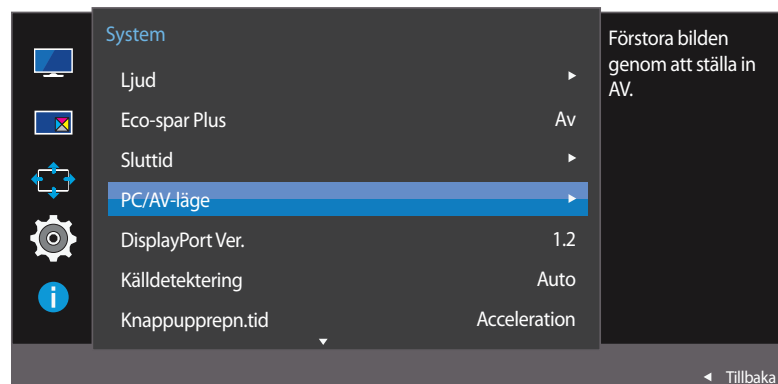 System
Ljud
Eco-spar Plus Av
Sluttid
PC/AV-läge
DisplayPort Ver. 1.2
Källdetektering Auto
Knappupprepn.tid Acceleration
Förstora bilden
genom att ställa in
AV.
Tillbaka